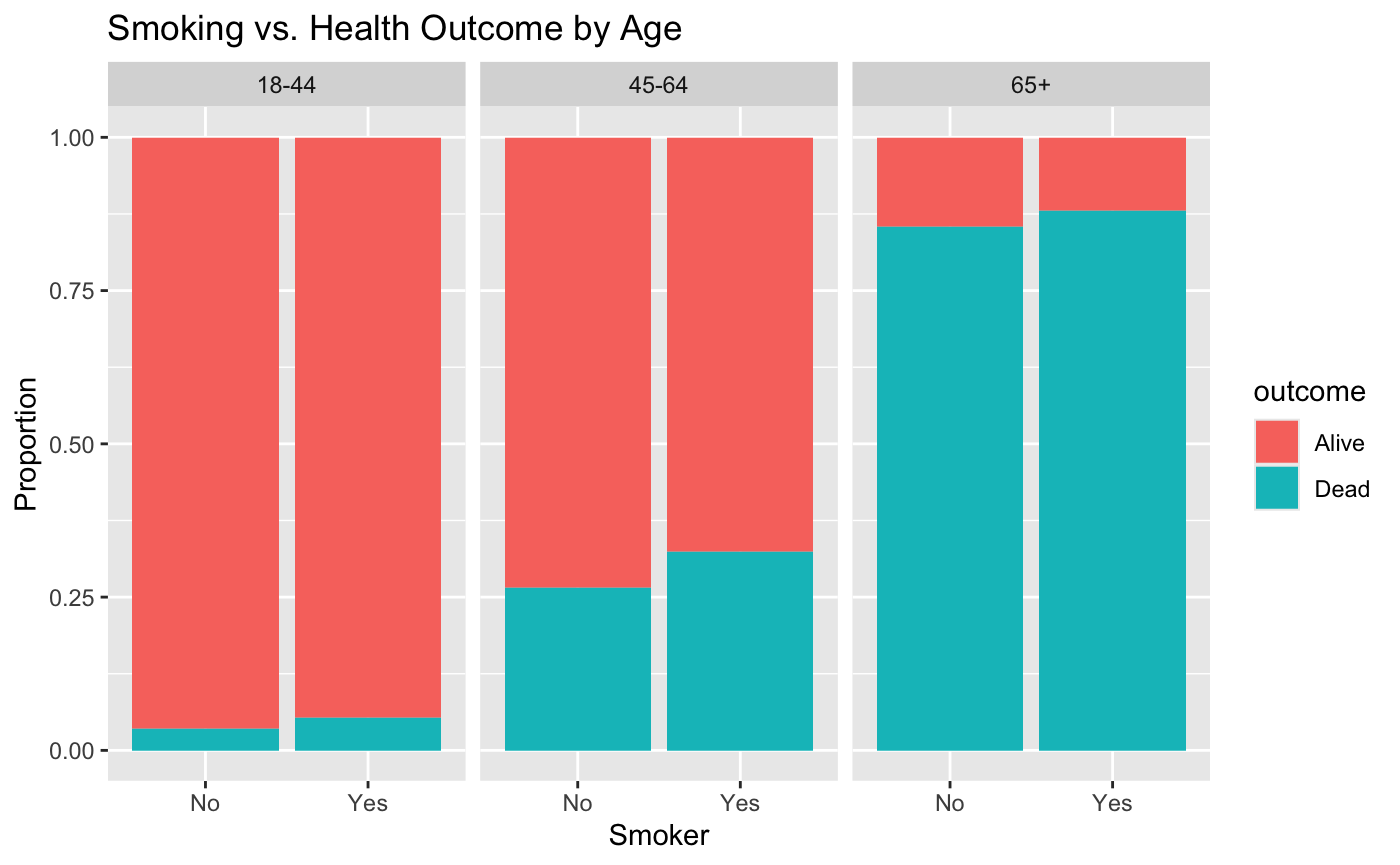 Smoking vs. Health Outcome by Age
18-44 45-64 65+
1.00
0.75
0.50
0.25
0.00
Proportion
No Yes No Yes No Yes
Smoker
outcome
Alive
Dead